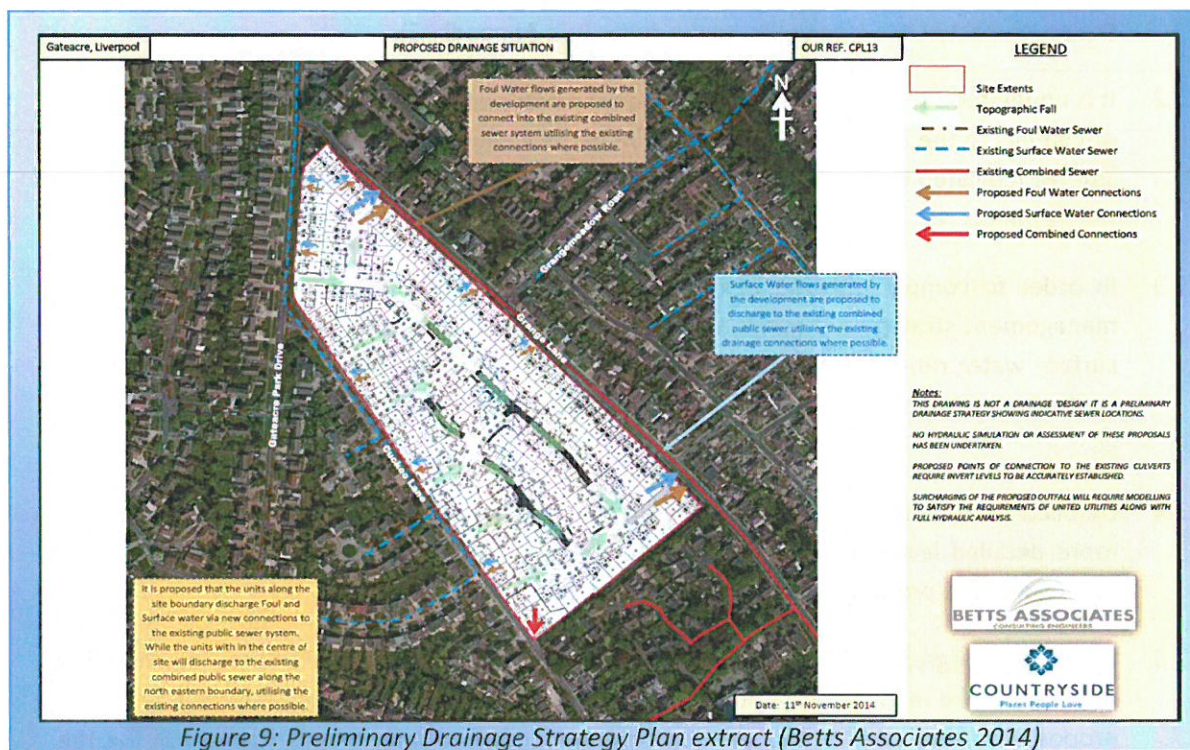 Gateacre, Liverpool
PROPOSED DRAINAGE SITUATION
OUR REF. CPL13
LEGEND
Site Extents
Topographic Fall
Existing Foul Water Sewer
Existing Surface Water Sewer
Existing Combined Sewer
Proposed Foul Water Connections
Proposed Surface Water Connections
Proposed Combined Connections
N
Foul Water flows generated by the
development are proposed to
connect into the existing combined
sewer system utilising the existing
connections where possible.
Grangemeadow Road
Surface Water flows generated by
the development are proposed to
discharge to the existing combined
public sewer utilising the existing
drainage connections where possible.
Grange Lane
Gateacre Park Drive
Cuckoo Lane
It is proposed that the units along the
site boundary discharge Foul and
Surface water via new connections to
the existing public sewer system.
While the units with in the centre of
site will discharge to the existing
combined public sewer along the
north eastern boundary, utilising the
existing connections where possible.
Notes:
THIS DRAWING IS NOT A DRAINAGE 'DESIGN' IT IS A PRELIMINARY
DRAINAGE STRATEGY SHOWING INDICATIVE SEWER LOCATIONS.
NO HYDRAULIC SIMULATION OR ASSESSMENT OF THESE PROPOSALS
HAS BEEN UNDERTAKEN.
PROPOSED POINTS OF CONNECTION TO THE EXISTING CULVERTS
REQUIRE INVERT LEVELS TO BE ACCURATELY ESTABLISHED.
SURCHARGING OF THE PROPOSED OUTFALL WILL REQUIRE MODELLING
TO SATISFY THE REQUIREMENTS OF UNITED UTILITIES ALONG WITH
FULL HYDRAULIC ANALYSIS.
BETTS ASSOCIATES
CONSULTING ENGINEERS
COUNTRYSIDE
Places People Love
Date: 11th November 2014
Figure 9: Preliminary Drainage Strategy Plan extract (Betts Associates 2014)